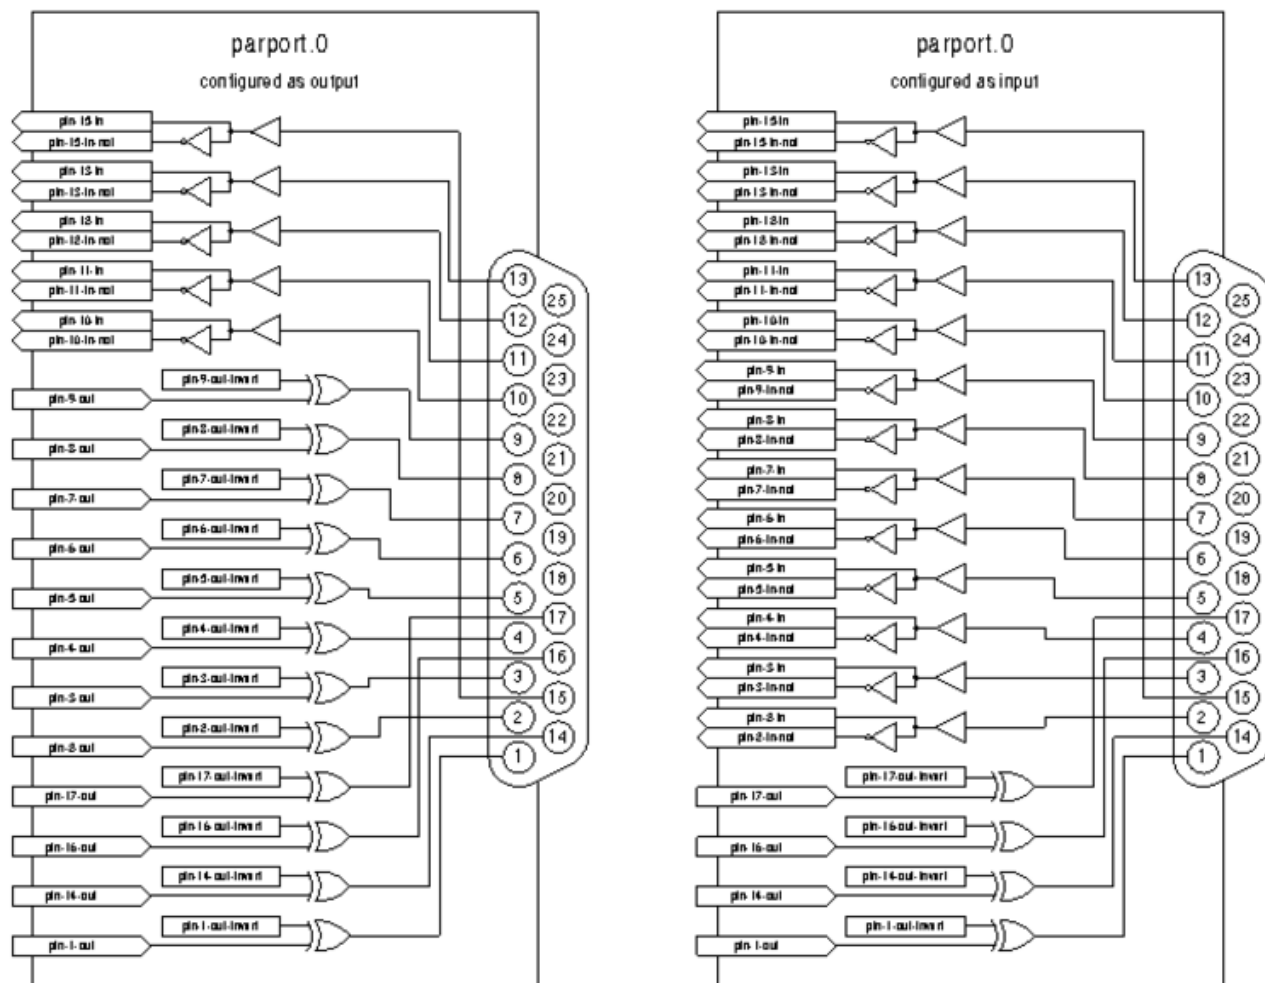 parport.0
configured as output
pin-15-in
pin-15-in-not
pin-13-in
pin-13-in-not
pin-12-in
pin-12-in-not
pin-11-in
pin-11-in-not
pin-10-in
pin-10-in-not
pin-9-out-invert
pin-9-out
pin-8-out-invert
pin-8-out
pin-7-out-invert
pin-7-out
pin-6-out-invert
pin-6-out
pin-5-out-invert
pin-5-out
pin-4-out-invert
pin-4-out
pin-3-out-invert
pin-3-out
pin-2-out-invert
pin-2-out
pin-17-out-invert
pin-17-out
pin-16-out-invert
pin-16-out
pin-14-out-invert
pin-14-out
pin-1-out-invert
pin-1-out
13
25
12
24
11
23
10
22
9
21
8
20
7
19
6
18
5
17
4
16
3
15
2
14
1
parport.0
configured as input
pin-15-in
pin-15-in-not
pin-13-in
pin-13-in-not
pin-12-in
pin-12-in-not
pin-11-in
pin-11-in-not
pin-10-in
pin-10-in-not
pin-9-in
pin-9-in-not
pin-8-in
pin-8-in-not
pin-7-in
pin-7-in-not
pin-6-in
pin-6-in-not
pin-5-in
pin-5-in-not
pin-4-in
pin-4-in-not
pin-3-in
pin-3-in-not
pin-2-in
pin-2-in-not
pin-17-out-invert
pin-17-out
pin-16-out-invert
pin-16-out
pin-14-out-invert
pin-14-out
pin-1-out-invert
pin-1-out
13
25
12
24
11
23
10
22
9
21
8
20
7
19
6
18
5
17
4
16
3
15
2
14
1